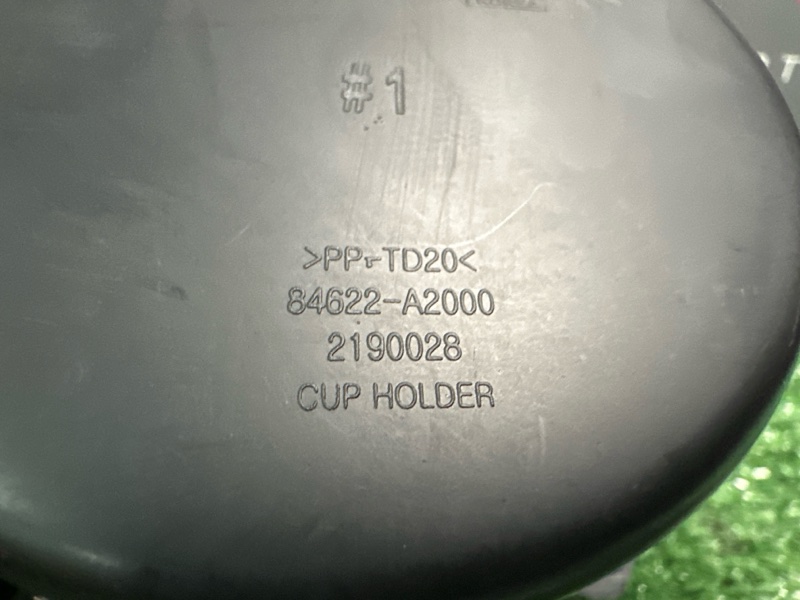 #1
>PP-TD20<
84622-A2000
2190028
CUP HOLDER